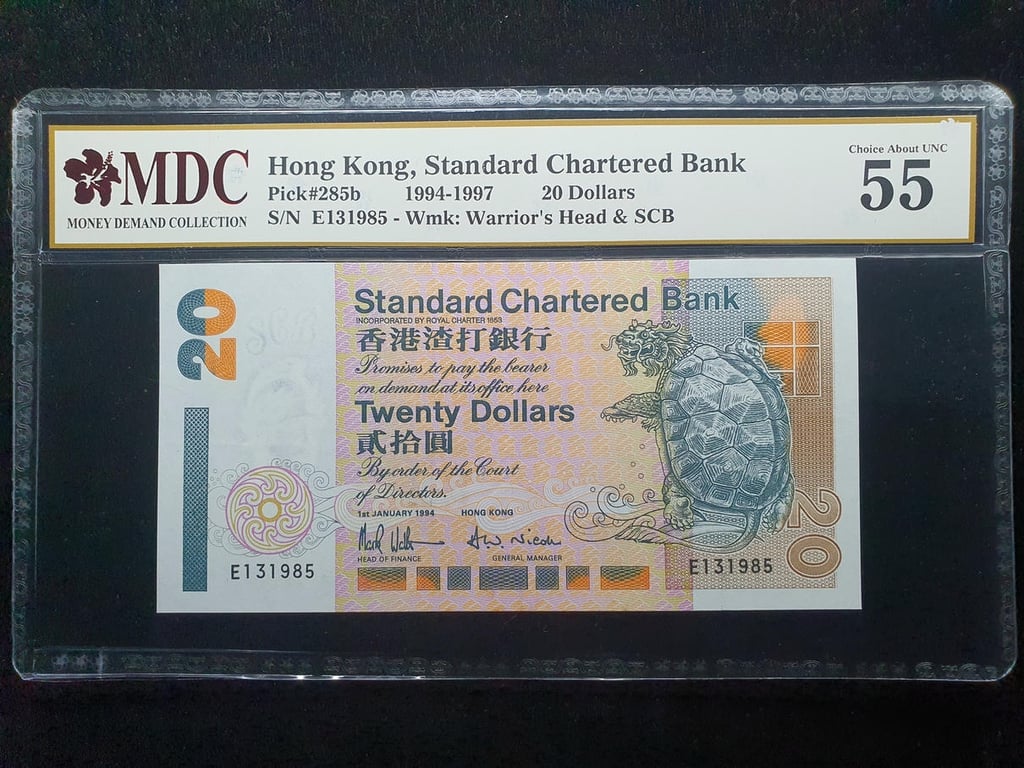 MDC
MONEY DEMAND COLLECTION
Hong Kong, Standard Chartered Bank
Pick#285b 1994-1997 20 Dollars
S/N E131985 - Wmk: Warrior's Head & SCB
Choice About UNC
55
20
Standard Chartered Bank
INCORPORATED BY ROYAL CHARTER 1853
香港渣打銀行
Promises to pay the bearer
on demand at its office here
Twenty Dollars
貳拾圓
By order of the Court
of Directors.
1st JANUARY 1994 HONG KONG
HEAD OF FINANCE GENERAL MANAGER
E131985
E131985
20